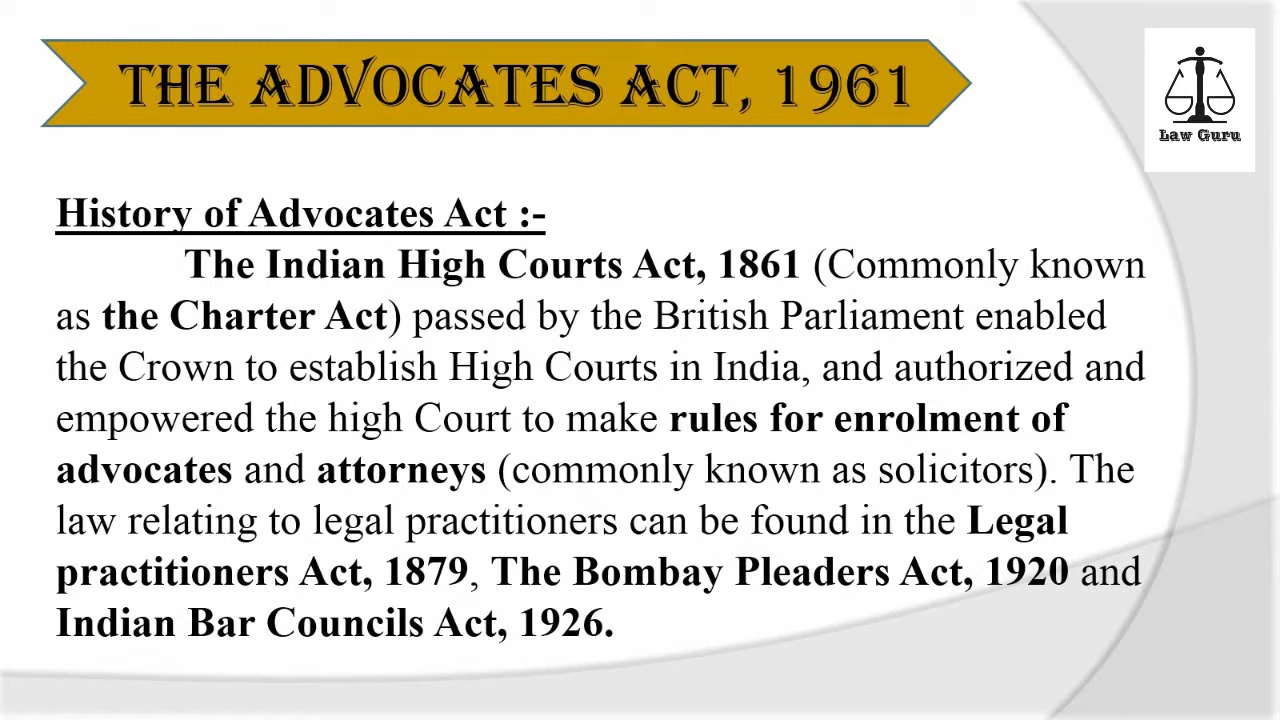 THE ADVOCATES ACT, 1961
Law Guru
History of Advocates Act :-
The Indian High Courts Act, 1861 (Commonly known
as the Charter Act) passed by the British Parliament enabled
the Crown to establish High Courts in India, and authorized and
empowered the high Court to make rules for enrolment of
advocates and attorneys (commonly known as solicitors). The
law relating to legal practitioners can be found in the Legal
practitioners Act, 1879, The Bombay Pleaders Act, 1920 and
Indian Bar Councils Act, 1926.